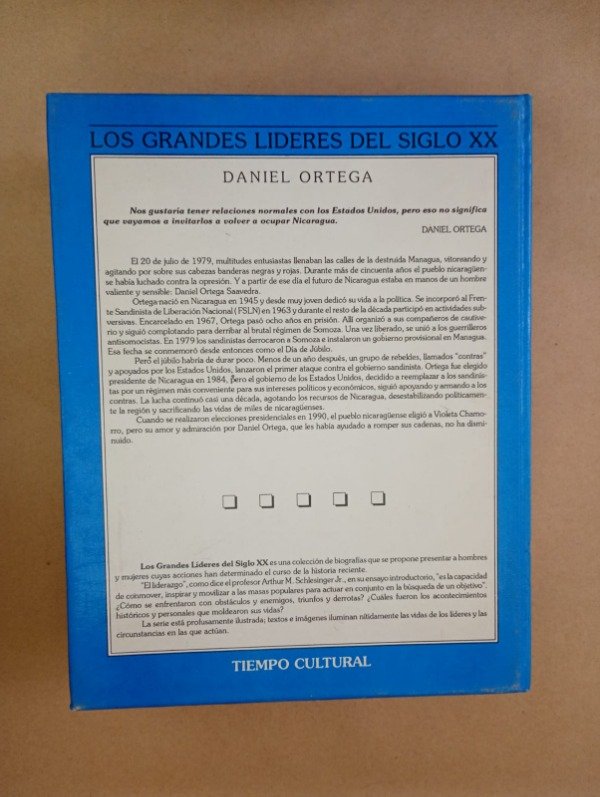 LOS GRANDES LIDERES DEL SIGLO XX
DANIEL ORTEGA
Nos gustaría tener relaciones normales con los Estados Unidos, pero eso no significa
que vayamos a invitarlos a volver a ocupar Nicaragua.
DANIEL ORTEGA
El 20 de julio de 1979, multitudes entusiastas llenaban las calles de la destruida Managua, vitoreando y
agitando por sobre sus cabezas banderas negras y rojas. Durante más de cincuenta años el pueblo nicaragüen-
se había luchado contra la opresión. Y a partir de ese día el futuro de Nicaragua estaba en manos de un hombre
valiente y sensible: Daniel Ortega Saavedra.
Ortega nació en Nicaragua en 1945 y desde muy joven dedicó su vida a la política. Se incorporó al Fren-
te Sandinista de Liberación Nacional (FSLN) en 1963 y durante el resto de la década participó en actividades sub-
versivas. Encarcelado en 1967, Ortega pasó ocho años en prisión. Allí organizó a sus compañeros de cautive-
rio y siguió complotando para derribar al brutal régimen de Somoza. Una vez liberado, se unió a los guerrilleros
antisomocistas. En 1979 los sandinistas derrocaron a Somoza e instalaron un gobierno provisional en Managua.
Esa fecha se conmemoró desde entonces como el Día de Júbilo.
Pero el júbilo habría de durar poco. Menos de un año después, un grupo de rebeldes, llamados "contras"
y apoyados por los Estados Unidos, lanzaron el primer ataque contra el gobierno sandinista. Ortega fue elegido
presidente de Nicaragua en 1984, pero el gobierno de los Estados Unidos, decidido a reemplazar a los sandinis-
tas por un régimen más conveniente para sus intereses políticos y económicos, siguió apoyando y armando a los
contras. La lucha continuó casi una década, agotando los recursos de Nicaragua, desestabilizando políticamen-
te la región y sacrificando las vidas de miles de nicaragüenses.
Cuando se realizaron elecciones presidenciales en 1990, el pueblo nicaragüense eligió a Violeta Chamo-
rro, pero su amor y admiración por Daniel Ortega, que les había ayudado a romper sus cadenas, no ha dismi-
nuido.
Los Grandes Líderes del Siglo XX es una colección de biografías que se propone presentar a hombres
y mujeres cuyas acciones han determinado el curso de la historia reciente.
"El liderazgo", como dice el profesor Arthur M. Schlesinger Jr., en su ensayo introductorio, "es la capacidad
de conmover, inspirar y movilizar a las masas populares para actuar en conjunto en la búsqueda de un objetivo".
¿Cómo se enfrentaron con obstáculos y enemigos, triunfos y derrotas? ¿Cuáles fueron los acontecimientos
históricos y personales que moldearon sus vidas?
La serie está profusamente ilustrada; textos e imágenes iluminan nítidamente las vidas de los líderes y las
circunstancias en las que actúan.
TIEMPO CULTURAL